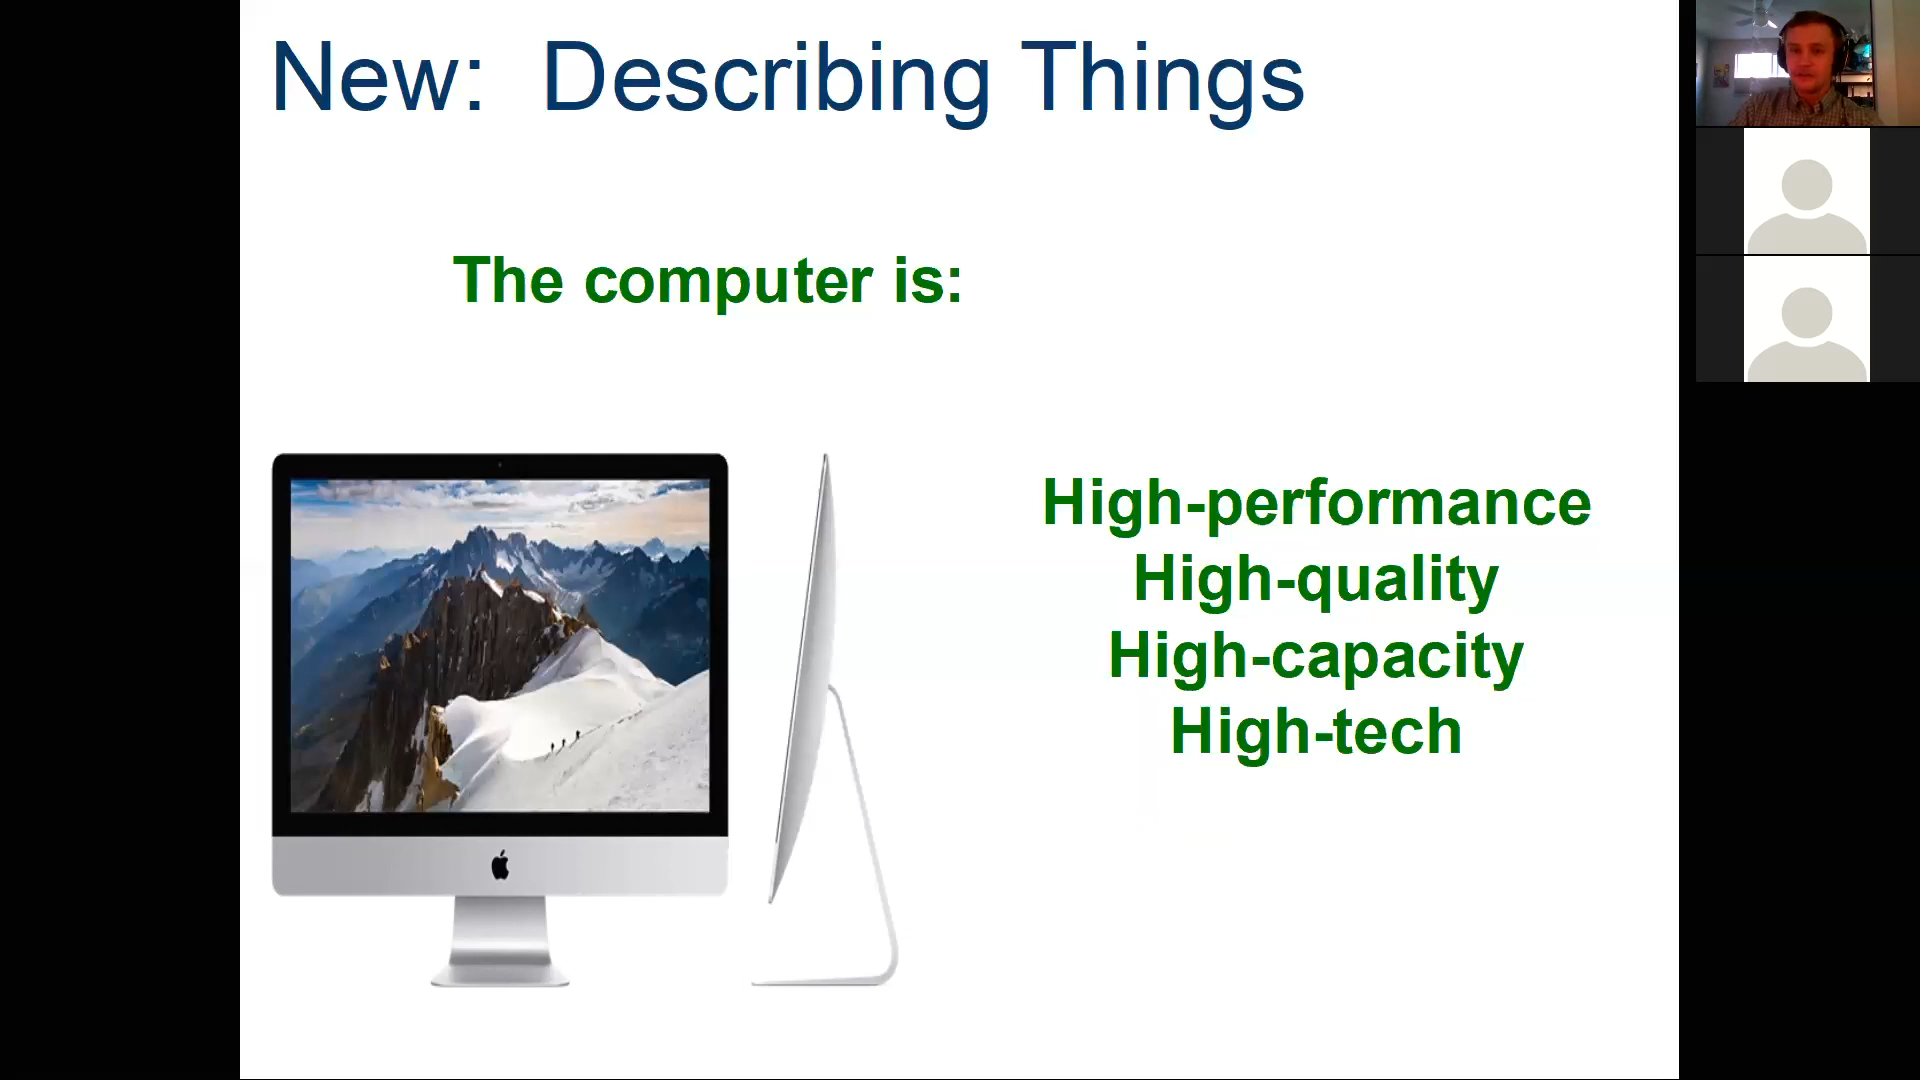 New: Describing Things
The computer is:
High-performance
High-quality
High-capacity
High-tech